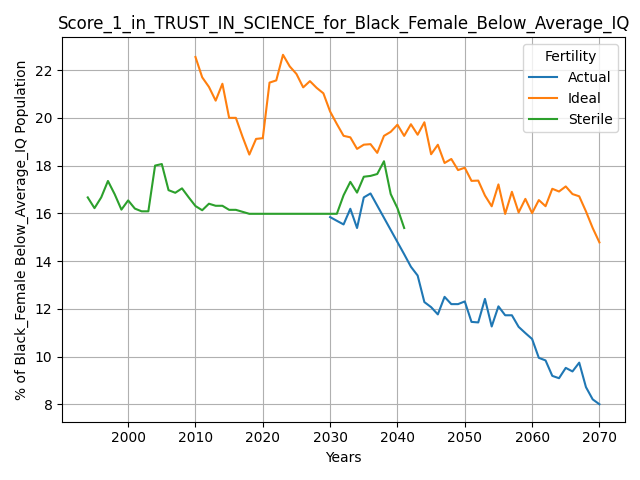 Score_1_in_TRUST_IN_SCIENCE_for_Black_Female_Below_Average_IQ
% of Black_Female Below_Average_IQ Population
22
20
18
16
14
12
10
8
Fertility
Actual
Ideal
Sterile
2000
2010
2020
2030
2040
2050
2060
2070
Years